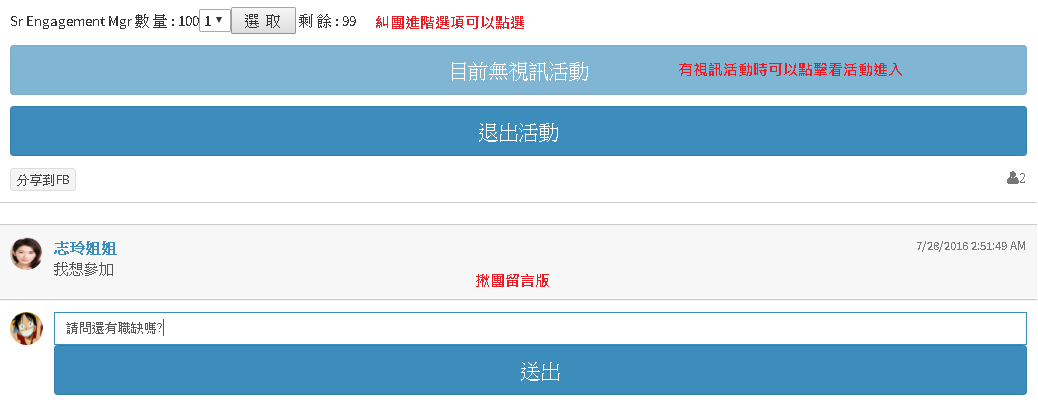 Sr Engagement Mgr 數 量 : 100 1 選 取 剩 餘 : 99 糾團進階選項可以點選
目前無視訊活動 有視訊活動時可以點擊看活動進入
退出活動
分享到FB 2
志玲姐姐 7/26/2016 2:51:49 AM
我想參加
揪團留言版
請問還有職缺嗎?
送出